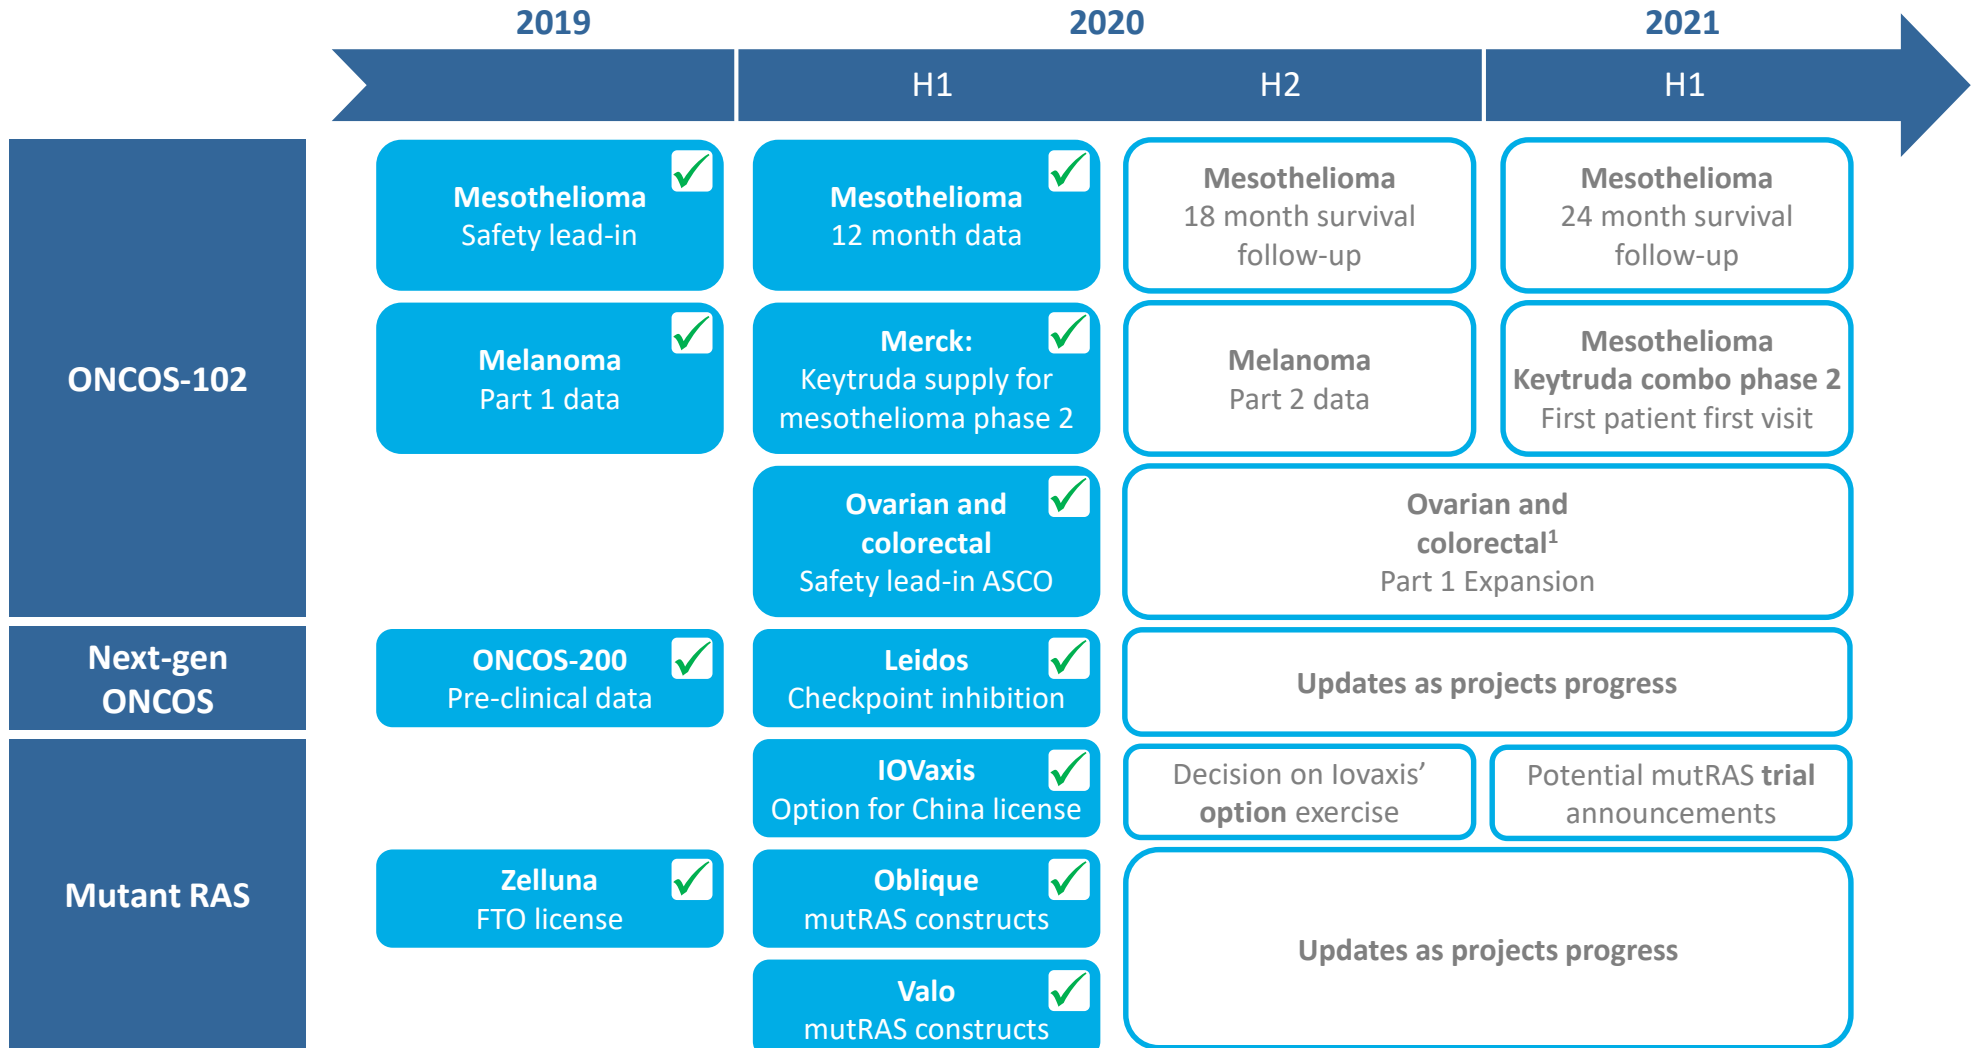 2019
2020
2021
H1
H2
H1
ONCOS-102
Mesothelioma
Safety lead-in
Mesothelioma
12 month data
Mesothelioma
18 month survival
follow-up
Mesothelioma
24 month survival
follow-up
Melanoma
Part 1 data
Merck:
Keytruda supply for
mesothelioma phase 2
Melanoma
Part 2 data
Mesothelioma
Keytruda combo phase 2
First patient first visit
Ovarian and
colorectal
Safety lead-in ASCO
Ovarian and
colorectal¹
Part 1 Expansion
Next-gen
ONCOS
ONCOS-200
Pre-clinical data
Leidos
Checkpoint inhibition
Updates as projects progress
Mutant RAS
IOVaxis
Option for China license
Decision on Iovaxis’
option exercise
Potential mutRAS trial
announcements
Zelluna
FTO license
Oblique
mutRAS constructs
Updates as projects progress
Valo
mutRAS constructs